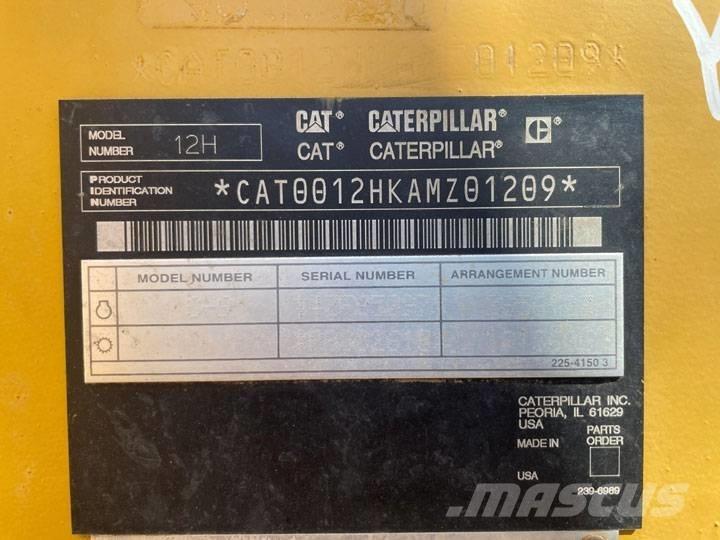 01209*
MODEL NUMBER 12H
CAT® CATERPILLAR® C®
CAT® CATERPILLAR®
PRODUCT IDENTIFICATION NUMBER *CAT0012HKAMZ01209*
MODEL NUMBER SERIAL NUMBER ARRANGEMENT NUMBER
225-4150 3
CATERPILLAR INC.
PEORIA, IL 61629
USA
MADE IN
PARTS ORDER
USA
239-6989
MASCUS